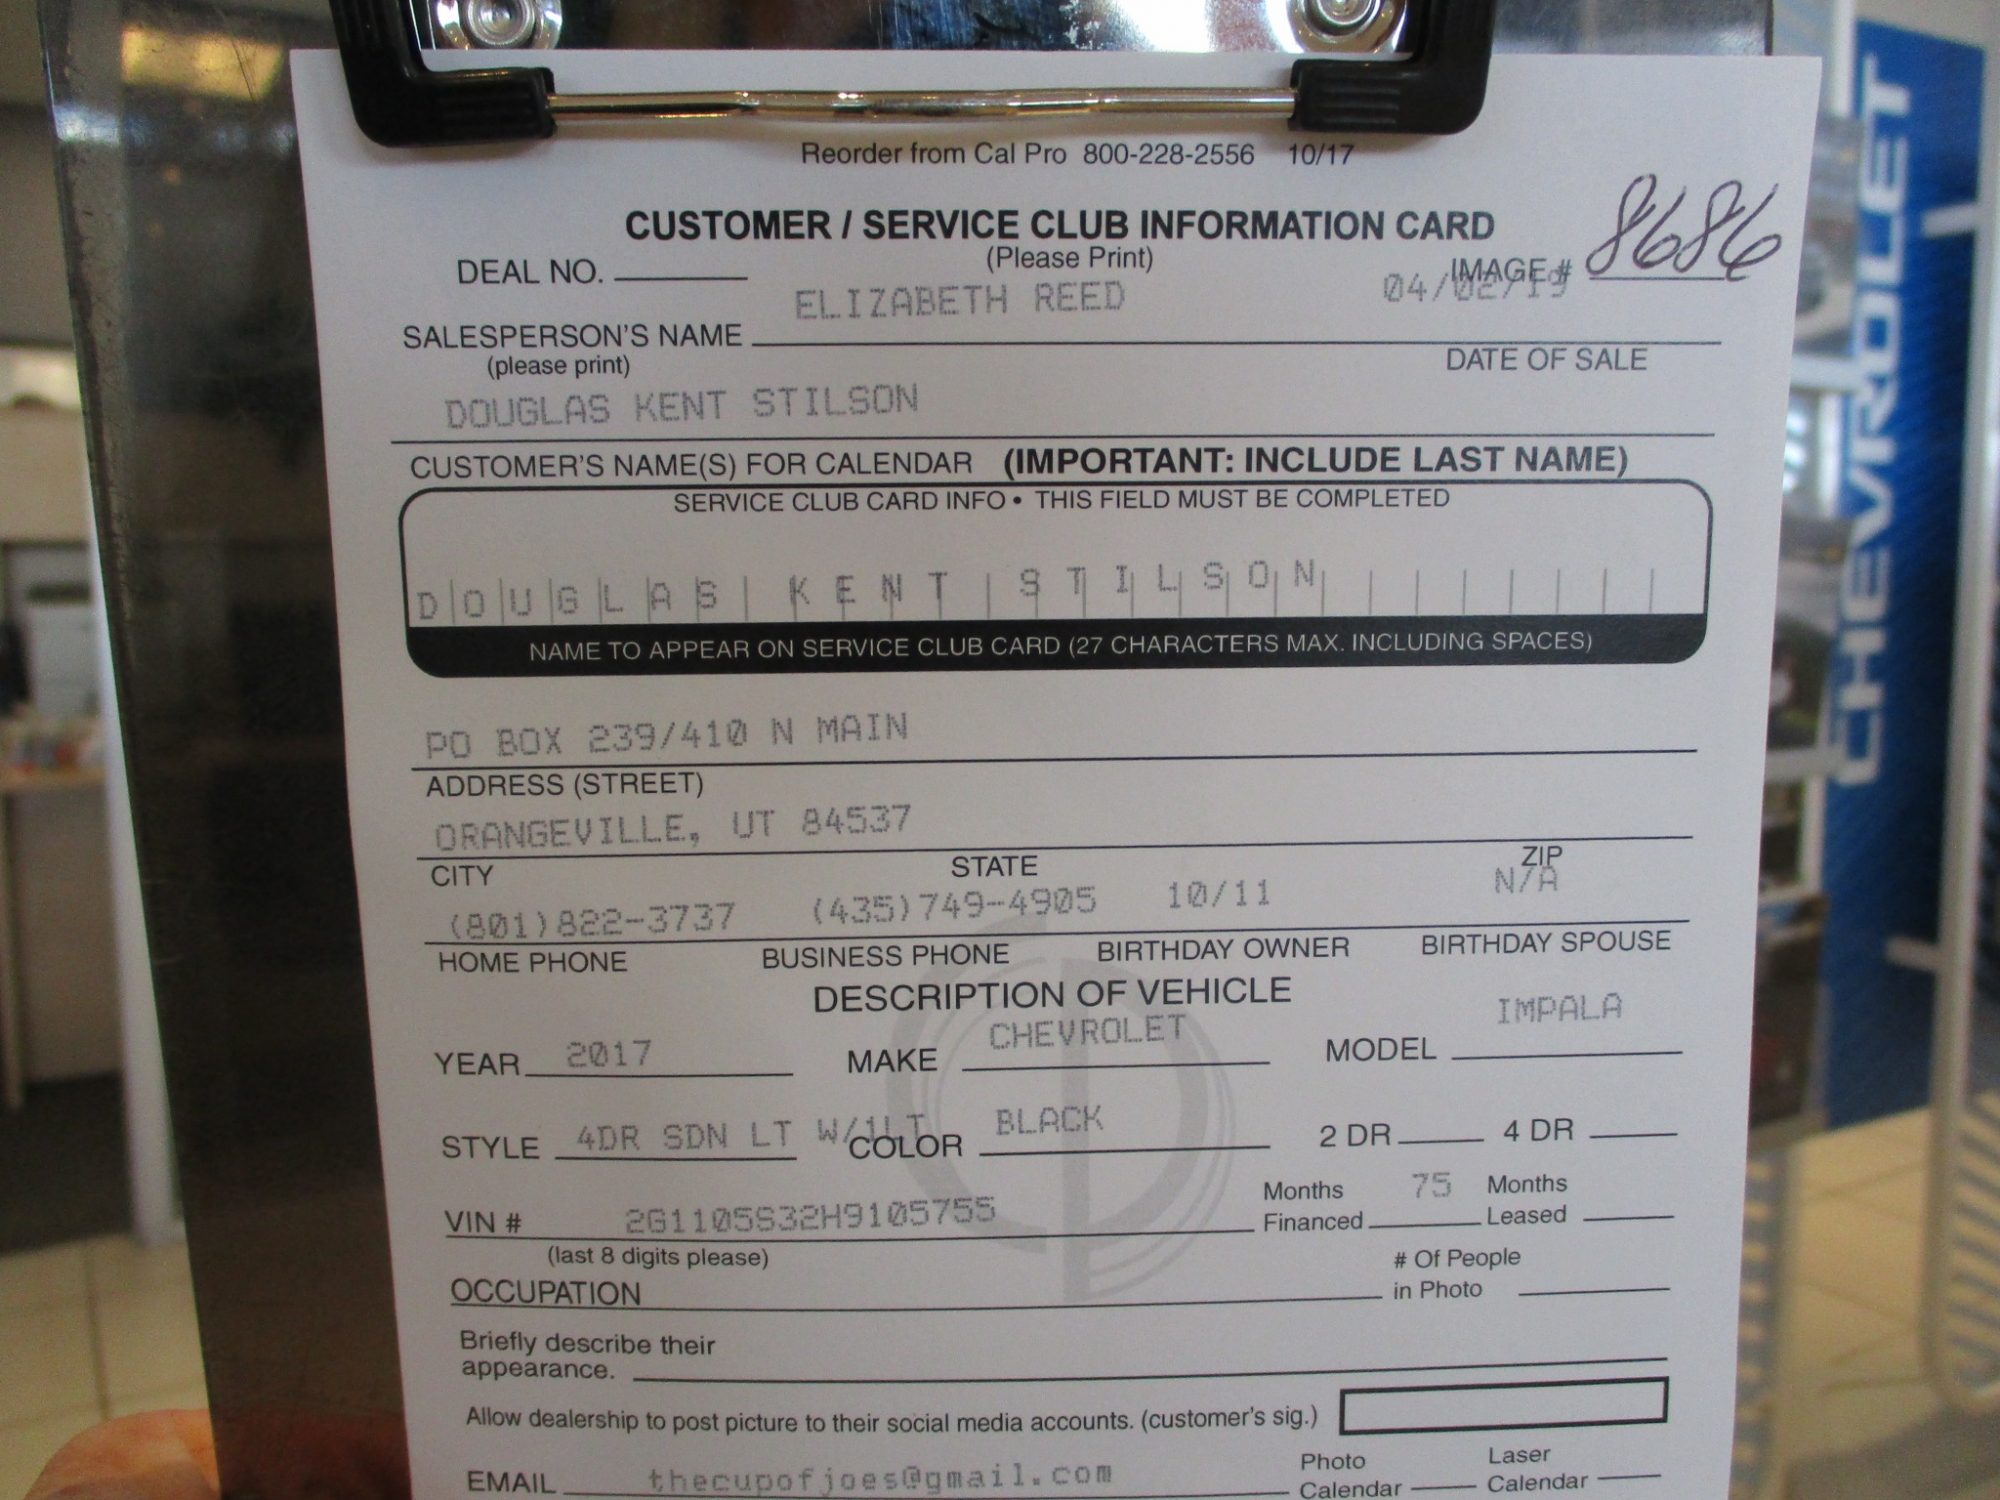 Reorder from Cal Pro 800-228-2556 10/17
CUSTOMER / SERVICE CLUB INFORMATION CARD
(Please Print)
DEAL NO.
IMAGE # 8686
ELIZABETH REED 04/02/19
SALESPERSON'S NAME
(please print)
DATE OF SALE
DOUGLAS KENT STILSON
CUSTOMER'S NAME(S) FOR CALENDAR (IMPORTANT: INCLUDE LAST NAME)
SERVICE CLUB CARD INFO • THIS FIELD MUST BE COMPLETED
DOUGLAS KENT STILSON
NAME TO APPEAR ON SERVICE CLUB CARD (27 CHARACTERS MAX. INCLUDING SPACES)
PO BOX 239/410 N MAIN
ADDRESS (STREET)
ORANGEVILLE, UT 84537
CITY STATE ZIP
(801)822-3737 (435)749-4905 10/11 N/A
HOME PHONE BUSINESS PHONE BIRTHDAY OWNER BIRTHDAY SPOUSE
DESCRIPTION OF VEHICLE
YEAR 2017 MAKE CHEVROLET MODEL IMPALA
STYLE 4DR SDN LT W/1LT COLOR BLACK 2 DR 4 DR
VIN # 2G1105S32H9105755 Months Financed 75 Months Leased
(last 8 digits please)
OCCUPATION # Of People in Photo
Briefly describe their
appearance.
Allow dealership to post picture to their social media accounts. (customer's sig.)
EMAIL thecupofjoes@gmail.com Photo Calendar Laser Calendar
CHEVROLET